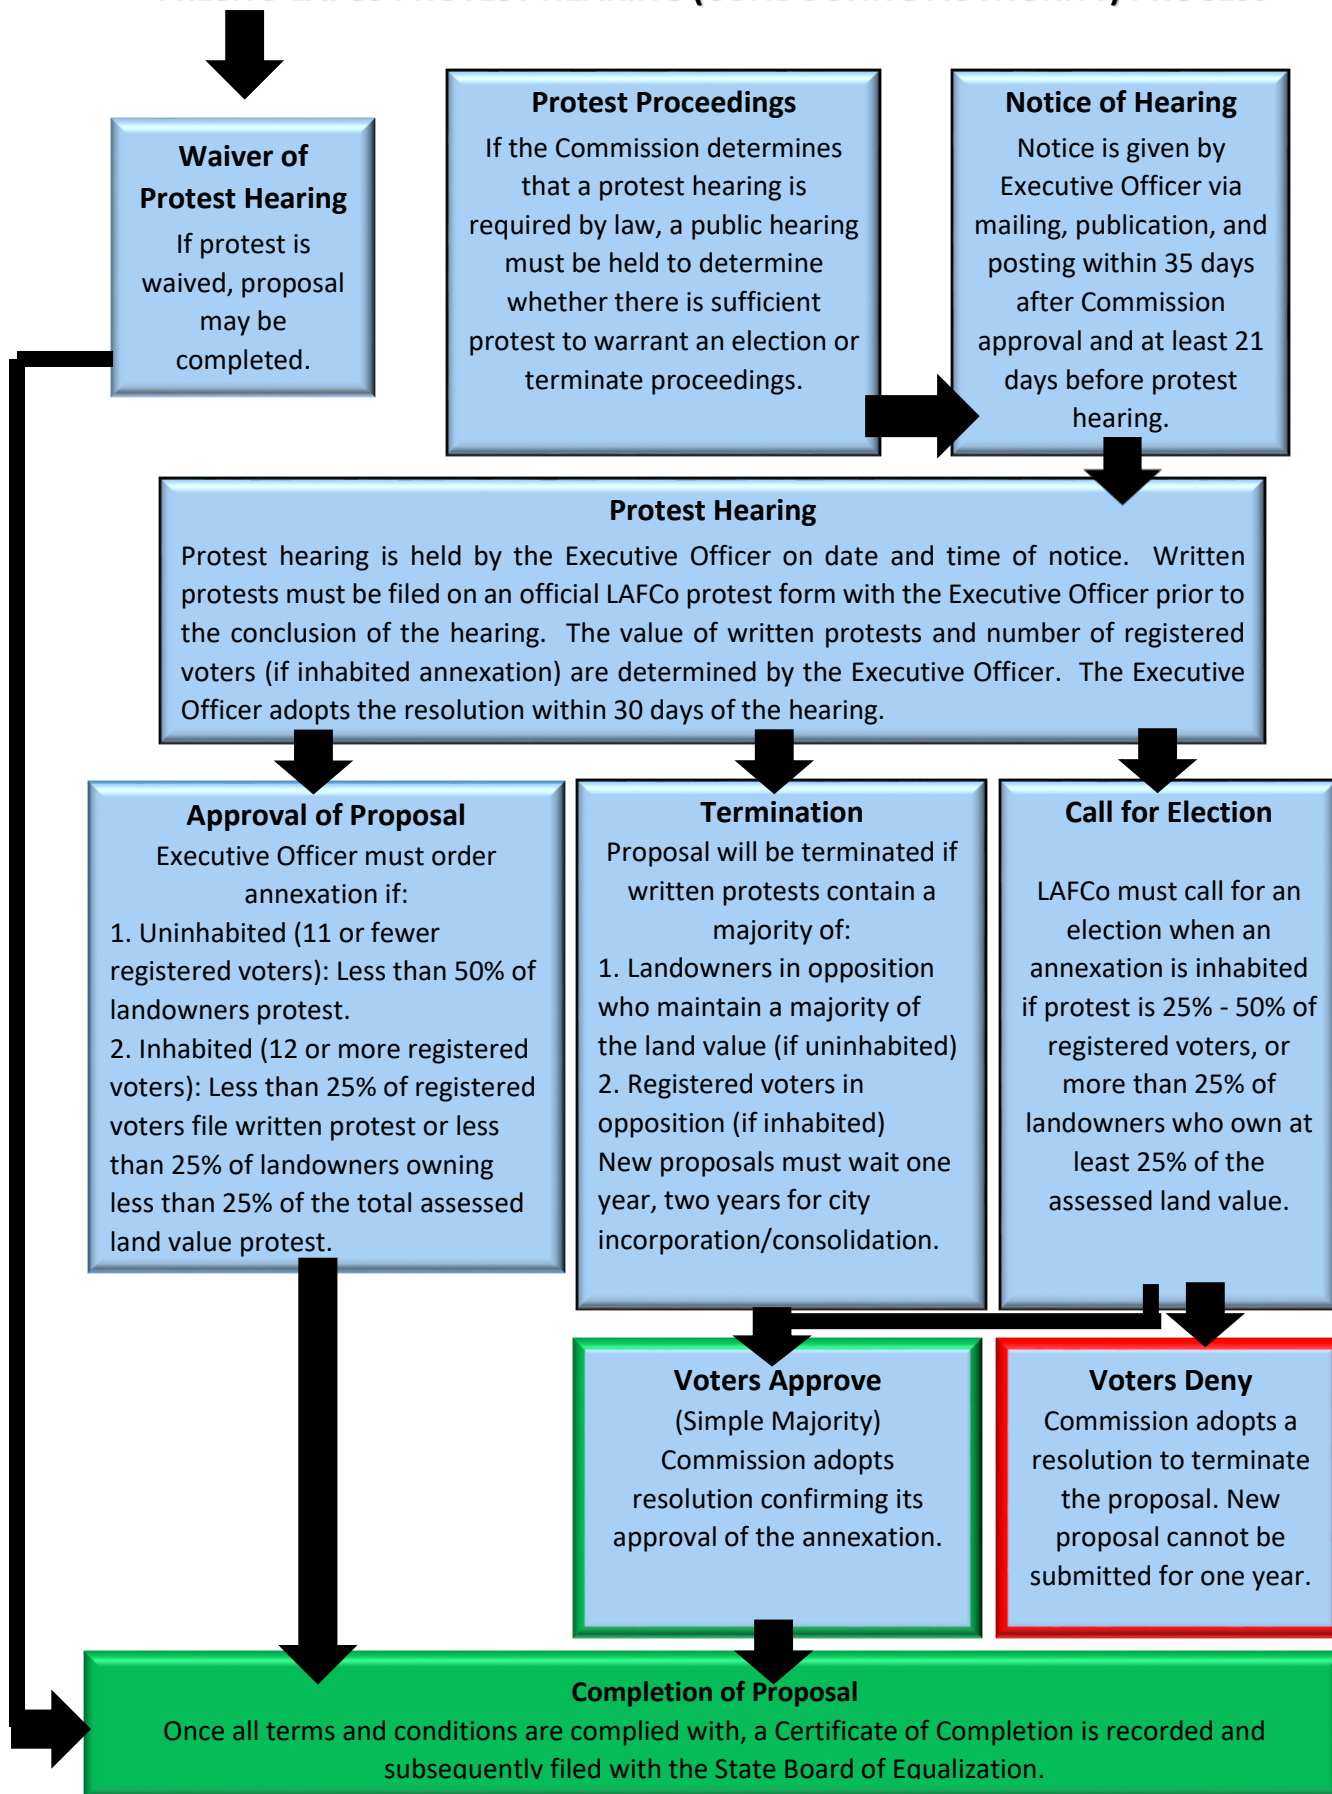 Waiver of
Protest Hearing
If protest is
waived, proposal
may be
completed.
Protest Proceedings
If the Commission determines
that a protest hearing is
required by law, a public hearing
must be held to determine
whether there is sufficient
protest to warrant an election or
terminate proceedings.
Notice of Hearing
Notice is given by
Executive Officer via
mailing, publication, and
posting within 35 days
after Commission
approval and at least 21
days before protest
hearing.
Protest Hearing
Protest hearing is held by the Executive Officer on date and time of notice. Written
protests must be filed on an official LAFCo protest form with the Executive Officer prior to
the conclusion of the hearing. The value of written protests and number of registered
voters (if inhabited annexation) are determined by the Executive Officer. The Executive
Officer adopts the resolution within 30 days of the hearing.
Approval of Proposal
Executive Officer must order
annexation if:
1. Uninhabited (11 or fewer
registered voters): Less than 50% of
landowners protest.
2. Inhabited (12 or more registered
voters): Less than 25% of registered
voters file written protest or less
than 25% of landowners owning
less than 25% of the total assessed
land value protest.
Termination
Proposal will be terminated if
written protests contain a
majority of:
1. Landowners in opposition
who maintain a majority of
the land value (if uninhabited)
2. Registered voters in
opposition (if inhabited)
New proposals must wait one
year, two years for city
incorporation/consolidation.
Call for Election
LAFCo must call for an
election when an
annexation is inhabited
if protest is 25% - 50% of
registered voters, or
more than 25% of
landowners who own at
least 25% of the
assessed land value.
Voters Approve
(Simple Majority)
Commission adopts
resolution confirming its
approval of the annexation.
Voters Deny
Commission adopts a
resolution to terminate
the proposal. New
proposal cannot be
submitted for one year.
Completion of Proposal
Once all terms and conditions are complied with, a Certificate of Completion is recorded and
subsequently filed with the State Board of Equalization.